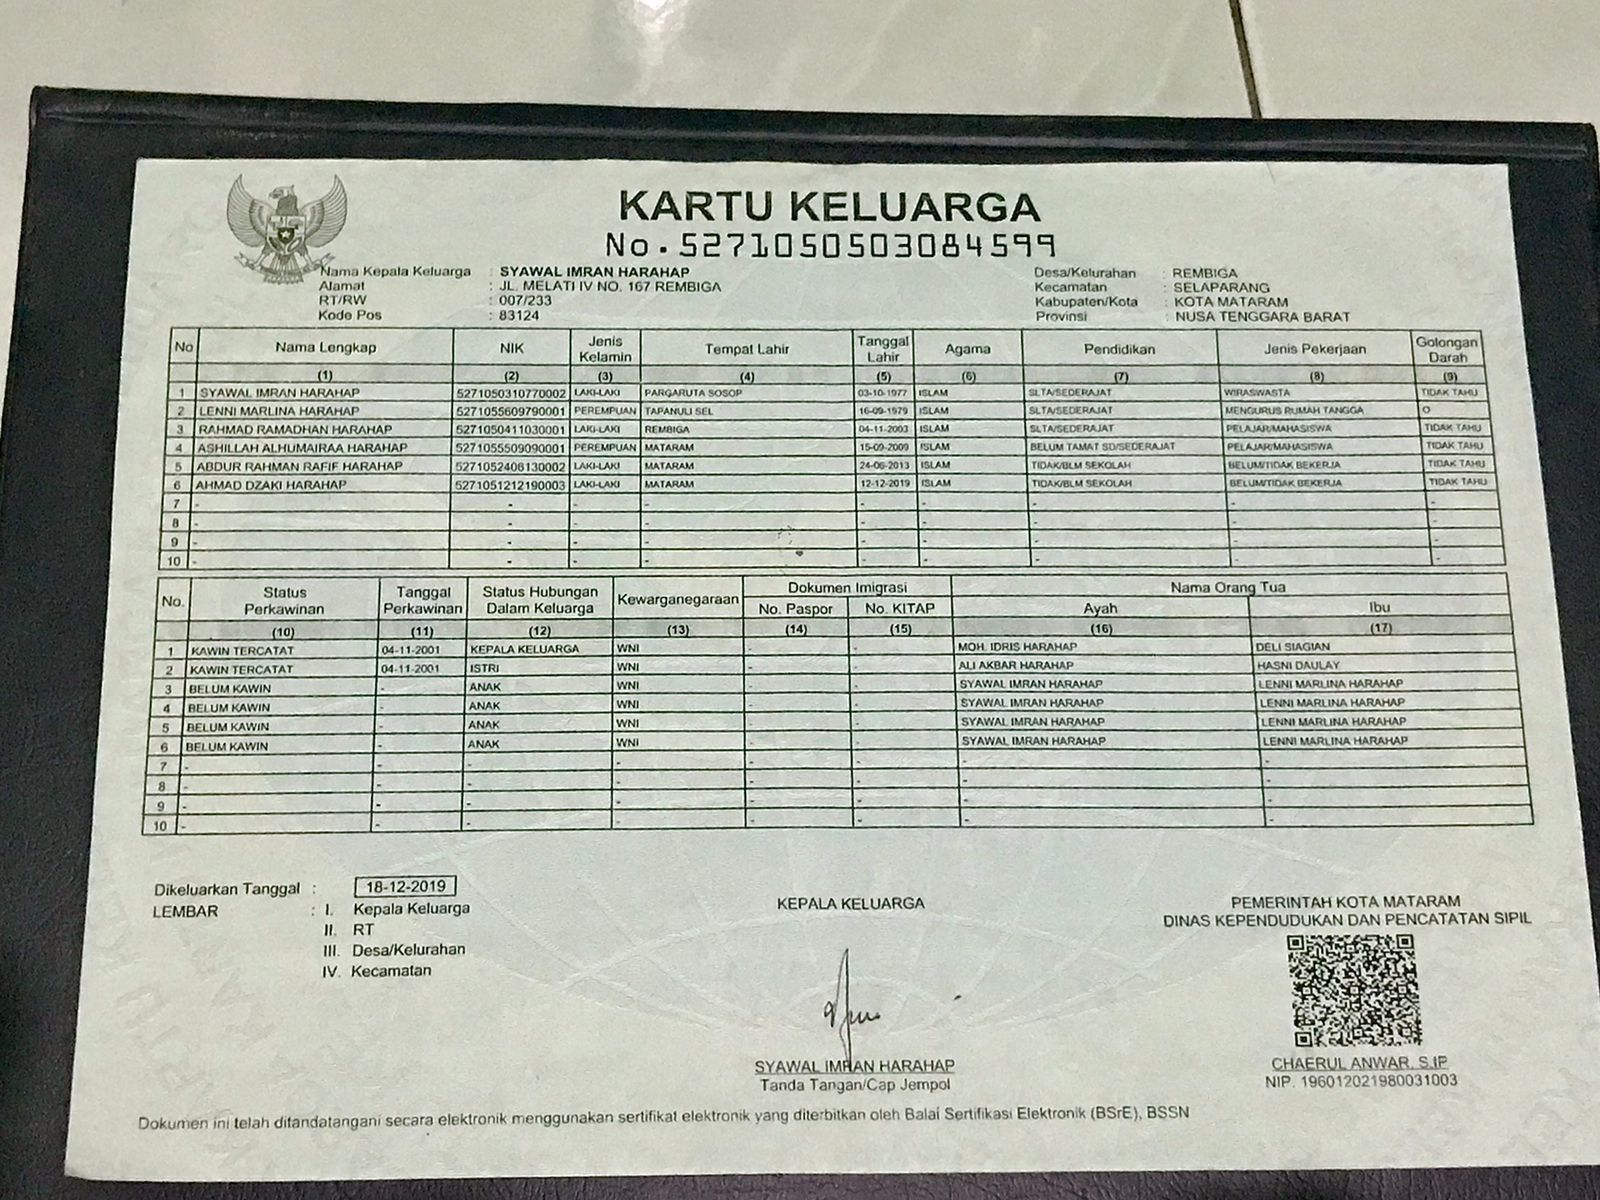 KARTU KELUARGA
No. 5271050503084599
Nama Kepala Keluarga : SYAWAL IMRAN HARAHAP
Alamat : JL. MELATI IV NO. 167 REMBIGA
RT/RW : 007/233
Kode Pos : 83124
Desa/Kelurahan : REMBIGA
Kecamatan : SELAPARANG
Kabupaten/Kota : KOTA MATARAM
Provinsi : NUSA TENGGARA BARAT
No Nama Lengkap NIK Jenis Kelamin Tempat Lahir Tanggal Lahir Agama Pendidikan Jenis Pekerjaan Golongan Darah
(1) (2) (3) (4) (5) (6) (7) (8) (9)
1 SYAWAL IMRAN HARAHAP 5271050310770002 LAKI-LAKI PARGARUTA SOSOP 03-10-1977 ISLAM SLTA/SEDERAJAT WIRASWASTA TIDAK TAHU
2 LENNI MARLINA HARAHAP 5271055609790001 PEREMPUAN TAPANULI SEL 16-09-1979 ISLAM SLTA/SEDERAJAT MENGURUS RUMAH TANGGA O
3 RAHMAD RAMADHAN HARAHAP 5271050411030001 LAKI-LAKI REMBIGA 04-11-2003 ISLAM SLTA/SEDERAJAT PELAJAR/MAHASISWA TIDAK TAHU
4 ASHILLAH ALHUMAIRAA HARAHAP 5271055509090001 PEREMPUAN MATARAM 15-09-2009 ISLAM BELUM TAMAT SD/SEDERAJAT PELAJAR/MAHASISWA TIDAK TAHU
5 ABDUR RAHMAN RAFIF HARAHAP 5271052406130002 LAKI-LAKI MATARAM 24-06-2013 ISLAM TIDAK/BLM SEKOLAH BELUM/TIDAK BEKERJA TIDAK TAHU
6 AHMAD DZAKI HARAHAP 5271051212190003 LAKI-LAKI MATARAM 12-12-2019 ISLAM TIDAK/BLM SEKOLAH BELUM/TIDAK BEKERJA TIDAK TAHU
7 - - - - - - - - -
8 - - - - - - - - -
9 - - - - - - - - -
10 - - - - - - - - -
No. Status Perkawinan Tanggal Perkawinan Status Hubungan Dalam Keluarga Kewarganegaraan Dokumen Imigrasi Nama Orang Tua
No. Paspor No. KITAP Ayah Ibu
(10) (11) (12) (13) (14) (15) (16) (17)
1 KAWIN TERCATAT 04-11-2001 KEPALA KELUARGA WNI - - MOH. IDRIS HARAHAP DELI SIAGIAN
2 KAWIN TERCATAT 04-11-2001 ISTRI WNI - - ALI AKBAR HARAHAP HASNI DAULAY
3 BELUM KAWIN - ANAK WNI - - SYAWAL IMRAN HARAHAP LENNI MARLINA HARAHAP
4 BELUM KAWIN - ANAK WNI - - SYAWAL IMRAN HARAHAP LENNI MARLINA HARAHAP
5 BELUM KAWIN - ANAK WNI - - SYAWAL IMRAN HARAHAP LENNI MARLINA HARAHAP
6 BELUM KAWIN - ANAK WNI - - SYAWAL IMRAN HARAHAP LENNI MARLINA HARAHAP
7 - - - - - - - -
8 - - - - - - - -
9 - - - - - - - -
10 - - - - - - - -
Dikeluarkan Tanggal : 18-12-2019
LEMBAR : I. Kepala Keluarga
II. RT
III. Desa/Kelurahan
IV. Kecamatan
KEPALA KELUARGA
SYAWAL IMRAN HARAHAP
Tanda Tangan/Cap Jempol
PEMERINTAH KOTA MATARAM
DINAS KEPENDUDUKAN DAN PENCATATAN SIPIL
CHAERUL ANWAR, S.IP
NIP. 196012021980031003
Dokumen ini telah ditandatangani secara elektronik menggunakan sertifikat elektronik yang diterbitkan oleh Balai Sertifikasi Elektronik (BSrE), BSSN